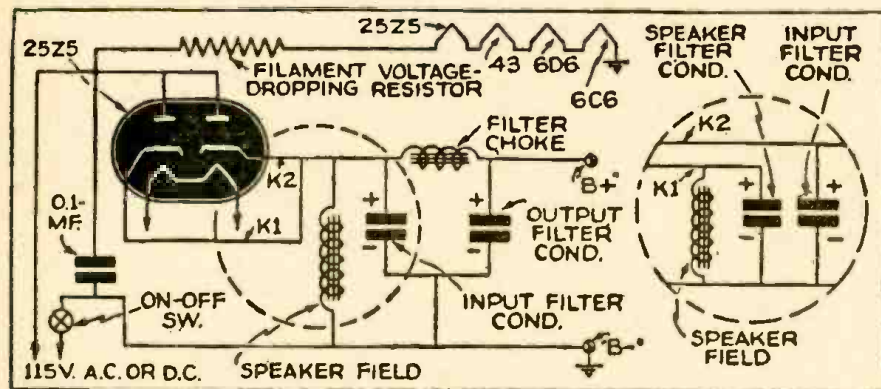 25Z5
25Z5
FILAMENT VOLTAGE-
DROPPING RESISTOR
43
6D6
6C6
FILTER
CHOKE
K2
K1
+
-
+
-
"B+"
OUTPUT
FILTER
COND.
INPUT FILTER
COND.
0.1-
MF.
ON-OFF
SW.
115V. A.C. OR D.C.
SPEAKER FIELD
"B-"
SPEAKER
FILTER
COND.
INPUT
FILTER
COND.
K2
K1
+
-
+
-
SPEAKER
FIELD